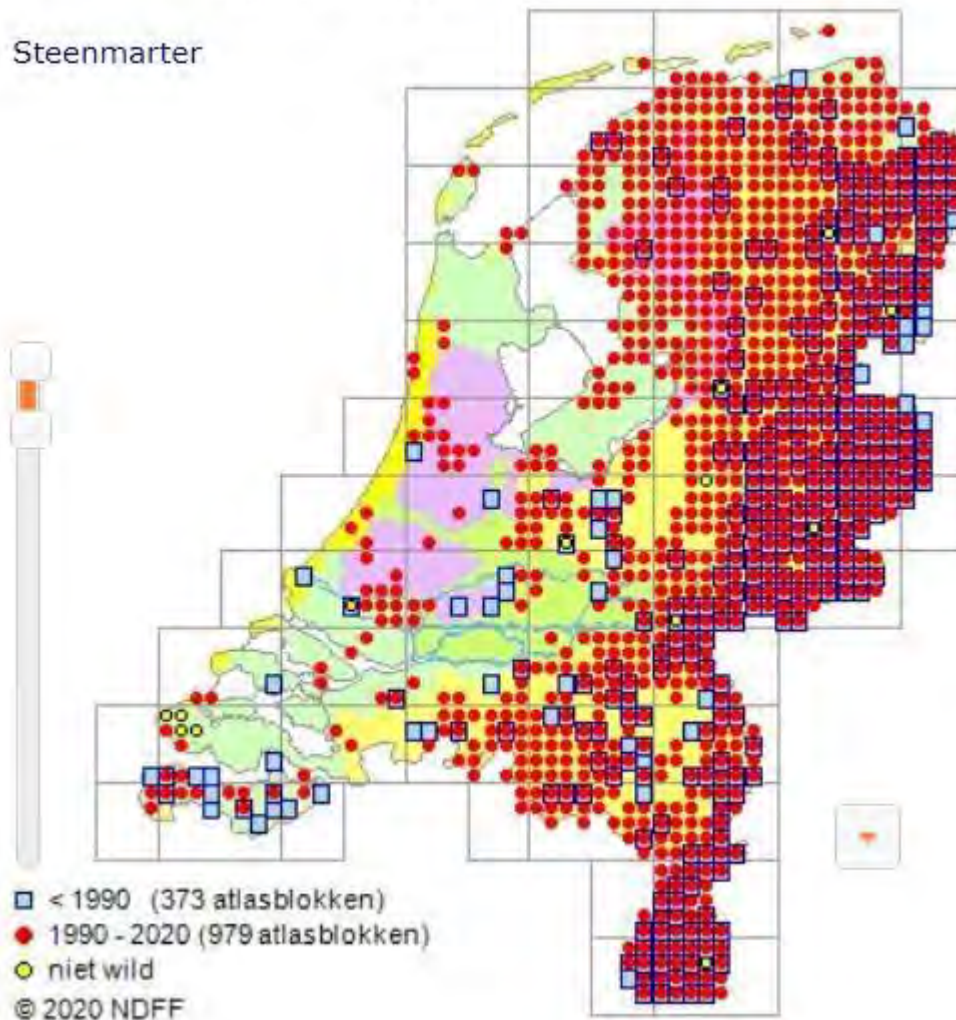 Steenmarter
< 1990 (373 atlasblokken)
1990 - 2020 (979 atlasblokken)
niet wild
© 2020 NDFF